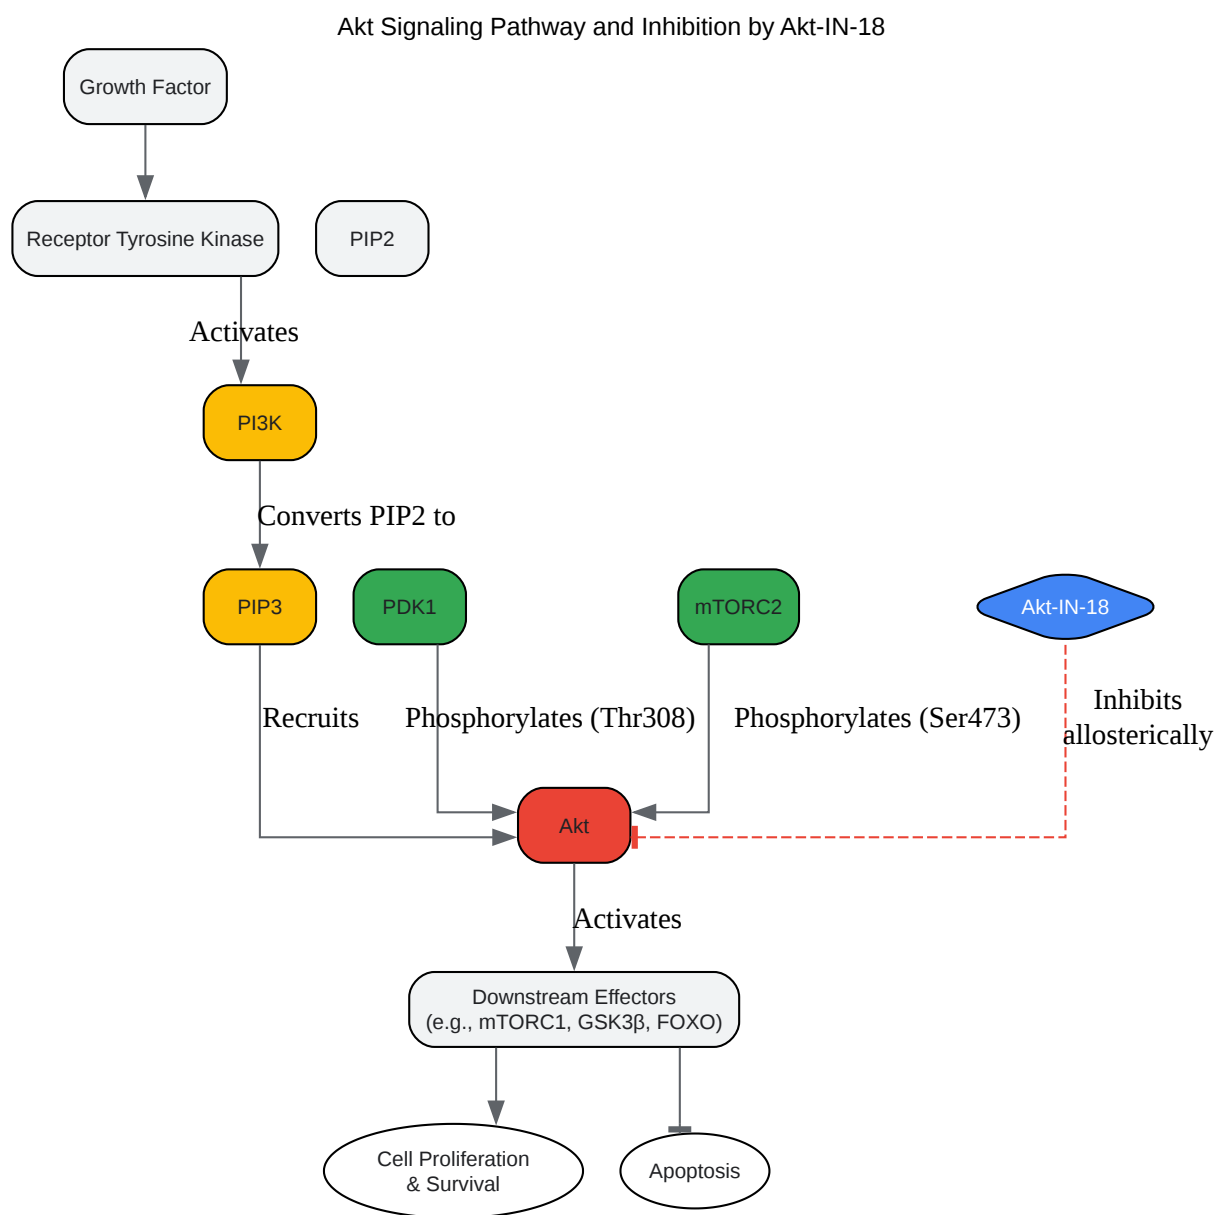 Akt Signaling Pathway and Inhibition by Akt-IN-18
Growth Factor
Receptor Tyrosine Kinase
PIP2
Activates
PI3K
Converts PIP2 to
PIP3
PDK1
mTORC2
Akt-IN-18
Recruits
Phosphorylates (Thr308)
Phosphorylates (Ser473)
Inhibits
allosterically
Akt
Activates
Downstream Effectors
(e.g., mTORC1, GSK3β, FOXO)
Cell Proliferation
& Survival
Apoptosis